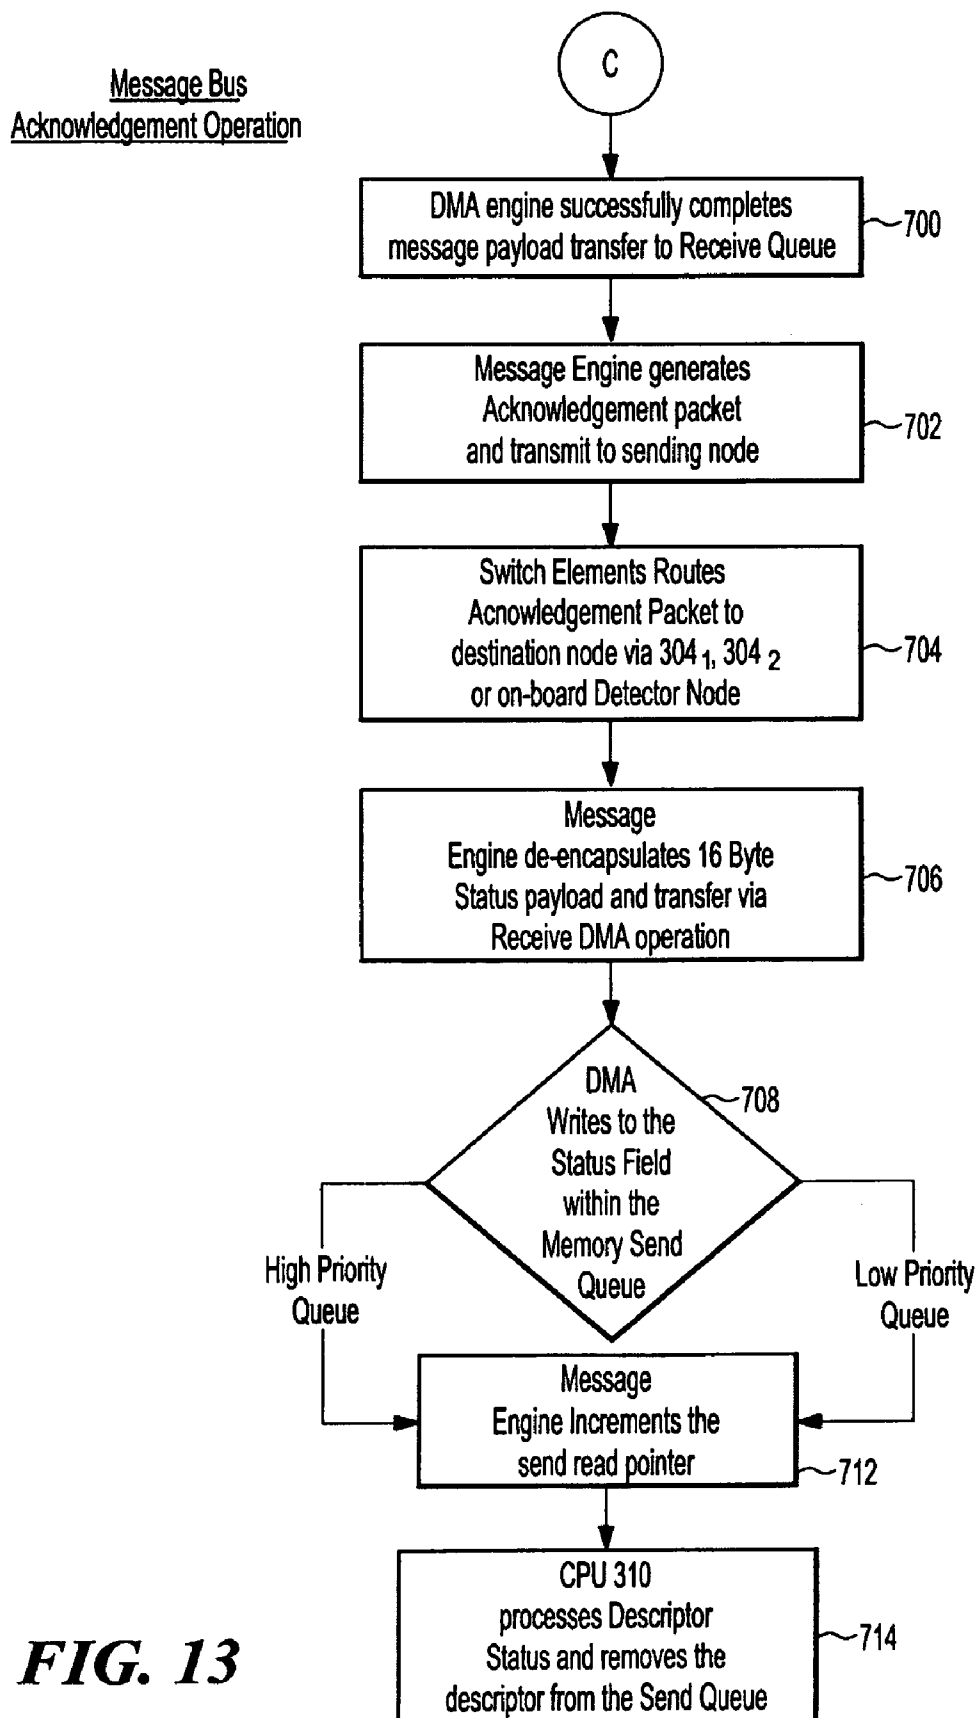 Message Bus
Acknowledgement Operation
C
DMA engine successfully completes
message payload transfer to Receive Queue
700
Message Engine generates
Acknowledgement packet
and transmit to sending node
702
Switch Elements Routes
Acnowledgement Packet to
destination node via 304₁, 304₂
or on-board Detector Node
704
Message
Engine de-encapsulates 16 Byte
Status payload and transfer via
Receive DMA operation
706
DMA
Writes to the
Status Field
within the
Memory Send
Queue
708
High Priority
Queue
Low Priority
Queue
Message
Engine Increments the
send read pointer
712
CPU 310
processes Descriptor
Status and removes the
descriptor from the Send Queue
714
FIG. 13